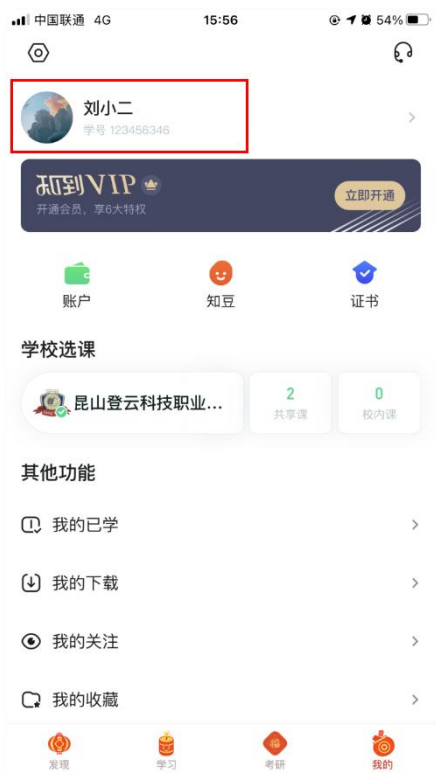 中国联通 4G 15:56 54%
刘小二
学号 123456346
知到VIP
开通会员，享6大特权
立即开通
账户 知豆 证书
学校选课
昆山登云科技职业... 2 0
共享课 校内课
其他功能
我的已学
我的下载
我的关注
我的收藏
福
发现 学习 考研 我的